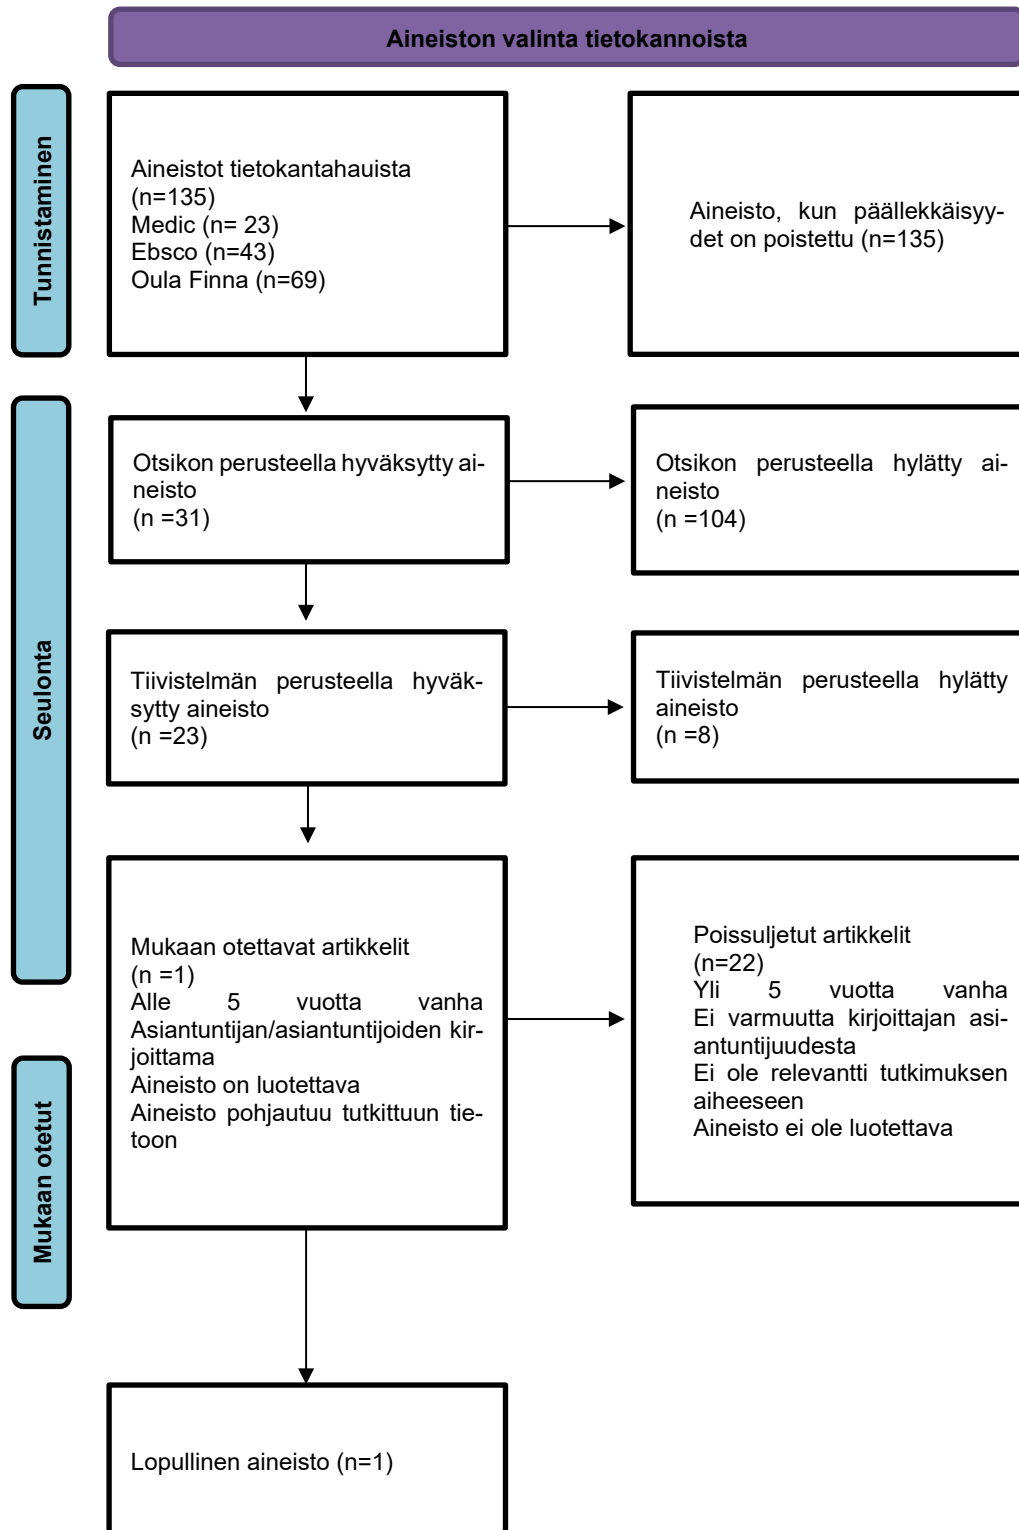 Aineiston valinta tietokannoista
Tunnistaminen
Aineistot tietokantahauista
(n=135)
Medic (n= 23)
Ebsco (n=43)
Oula Finna (n=69)
Aineisto, kun päällekkäisyy-
det on poistettu (n=135)
Seulonta
Otsikon perusteella hyväksytty ai-
neisto
(n =31)
Otsikon perusteella hylätty ai-
neisto
(n =104)
Tiivistelmän perusteella hyväk-
sytty aineisto
(n =23)
Tiivistelmän perusteella hylätty
aineisto
(n =8)
Mukaan otettavat artikkelit
(n =1)
Alle 5 vuotta vanha
Asiantuntijan/asiantuntijoiden kir-
joittama
Aineisto on luotettava
Aineisto pohjautuu tutkittuun tie-
toon
Poissuljetut artikkelit
(n=22)
Yli 5 vuotta vanha
Ei varmuutta kirjoittajan asi-
antuntijuudesta
Ei ole relevantti tutkimuksen
aiheeseen
Aineisto ei ole luotettava
Mukaan otetut
Lopullinen aineisto (n=1)